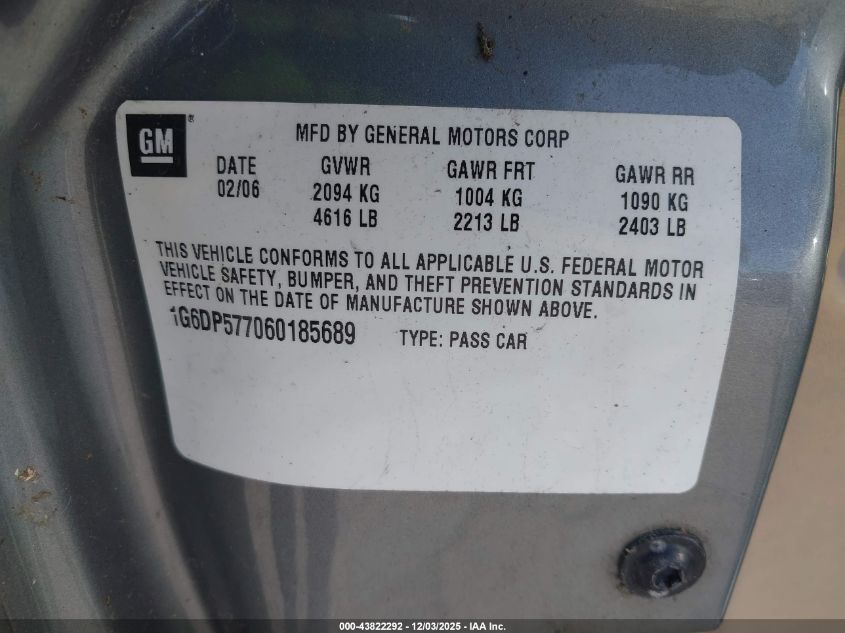 GM ®
MFD BY GENERAL MOTORS CORP
DATE GVWR GAWR FRT GAWR RR
02/06 2094 KG 1004 KG 1090 KG
4616 LB 2213 LB 2403 LB
THIS VEHICLE CONFORMS TO ALL APPLICABLE U.S. FEDERAL MOTOR
VEHICLE SAFETY, BUMPER, AND THEFT PREVENTION STANDARDS IN
EFFECT ON THE DATE OF MANUFACTURE SHOWN ABOVE.
1G6DP577060185689 TYPE: PASS CAR
000-43822292 - 12/03/2025 - IAA Inc.